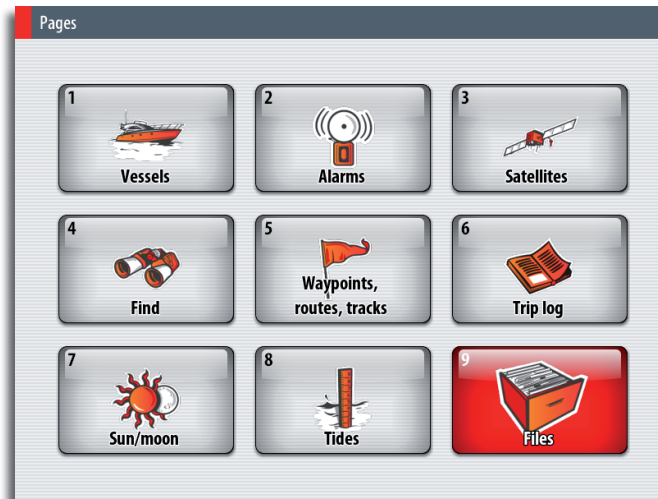 Pages
1
Vessels
2
Alarms
3
Satellites
4
Find
5
Waypoints,
routes, tracks
6
Trip log
7
Sun/moon
8
Tides
9
Files